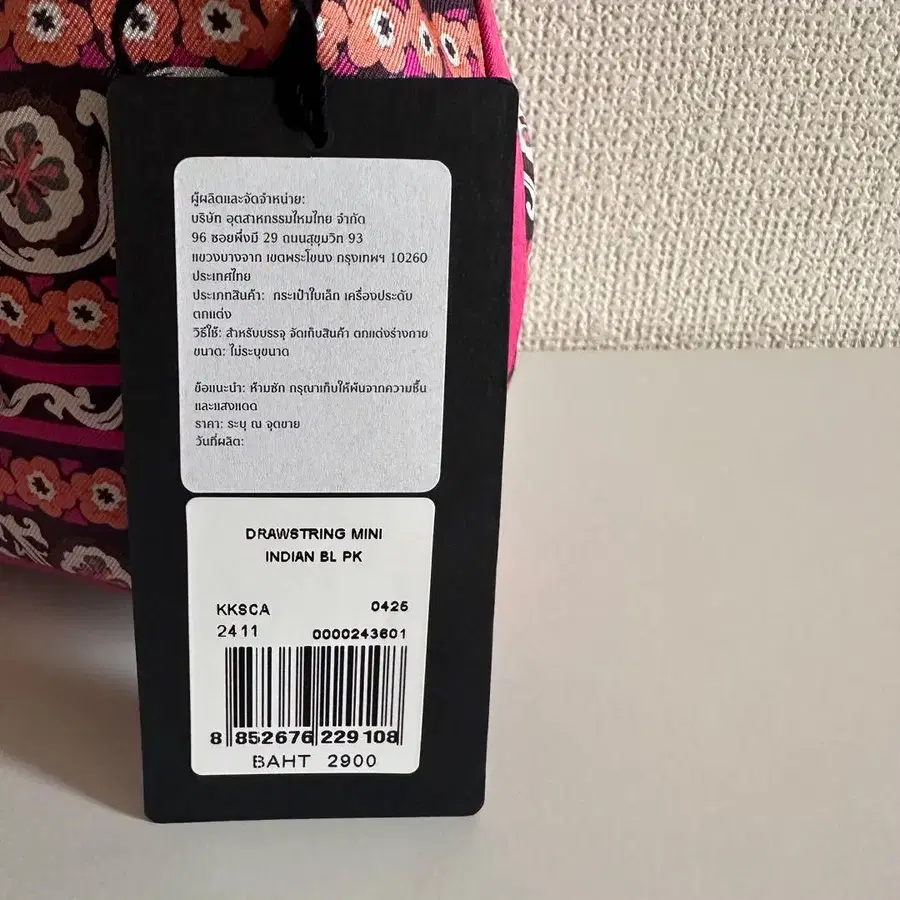 ผู้ผลิตและจัดจำหน่าย:
บริษัท อุตสาหกรรมไหมไทย จำกัด
96 ซอยพึ่งมี 29 ถนนสุขุมวิท 93
แขวงบางจาก เขตพระโขนง กรุงเทพฯ 10260
ประเทศไทย
ประเภทสินค้า: กระเป๋าใบเล็ก เครื่องประดับ
ตกแต่ง
วิธีใช้: สำหรับบรรจุ จัดเก็บสินค้า ตกแต่งร่างกาย
ขนาด: ไม่ระบุขนาด
ข้อแนะนำ: ห้ามซัก กรุณาเก็บให้พ้นจากความชื้น
และแสงแดด
ราคา: ระบุ ณ จุดขาย
วันที่ผลิต:
DRAWSTRING MINI
INDIAN BL PK
KKSCA 0425
2411 0000243601
8 852676 229108
BAHT 2900